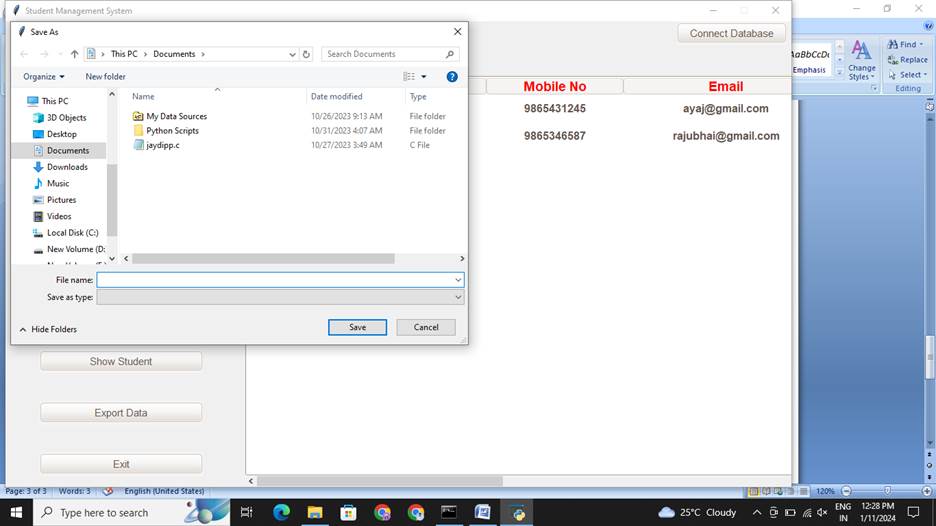 Student Management System
Save As
This PC > Documents >
Search Documents
Organize
New folder
Connect Database
AaBbCcDc
Emphasis
Change
Styles
Find
Replace
Select
Editing
Name
Date modified
Type
My Data Sources 10/26/2023 9:13 AM File folder
Python Scripts 10/31/2023 4:07 AM File folder
jaydipp.c 10/27/2023 3:49 AM C File
This PC
3D Objects
Desktop
Documents
Downloads
Music
Pictures
Videos
Local Disk (C:)
New Volume (D:
Mobile No Email
9865431245 ayaj@gmail.com
9865346587 rajubhai@gmail.com
File name:
Save as type:
Hide Folders
Save
Cancel
Show Student
Export Data
Exit
Page: 3 of 3 Words: 3 English (United States)
120%
Type here to search
25°C Cloudy
ENG
IN
12:28 PM
1/11/2024